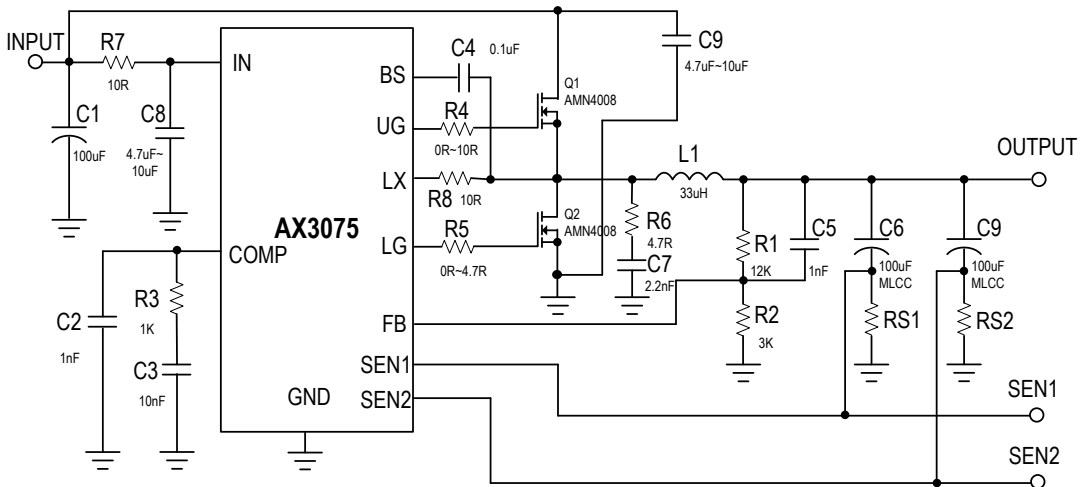 INPUT
R7
10R
C1
100uF
C8
4.7uF~
10uF
IN
COMP
GND
AX3075
BS
UG
LX
LG
FB
SEN1
SEN2
C4
0.1uF
R4
0R~10R
R8
10R
R5
0R~4.7R
Q1
AMN4008
Q2
AMN4008
C9
4.7uF~10uF
L1
33uH
R6
4.7R
C7
2.2nF
R1
12K
R2
3K
C5
1nF
C6
100uF
MLCC
C9
100uF
MLCC
RS1
RS2
OUTPUT
SEN1
SEN2
C2
1nF
R3
1K
C3
10nF